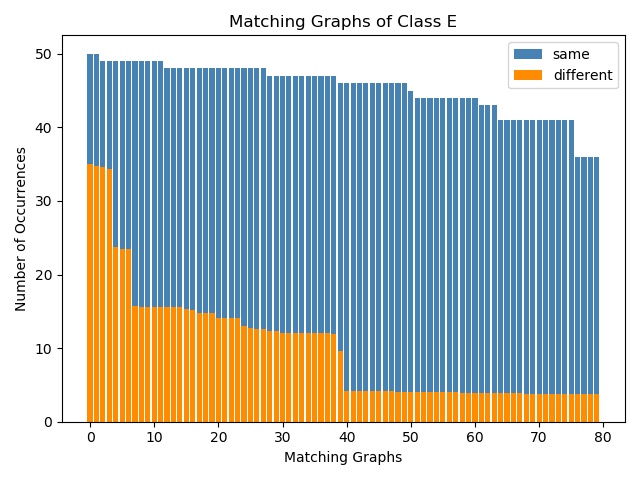 Matching Graphs of Class E
same
different
Number of Occurrences
50
40
30
20
10
0
0 10 20 30 40 50 60 70 80
Matching Graphs